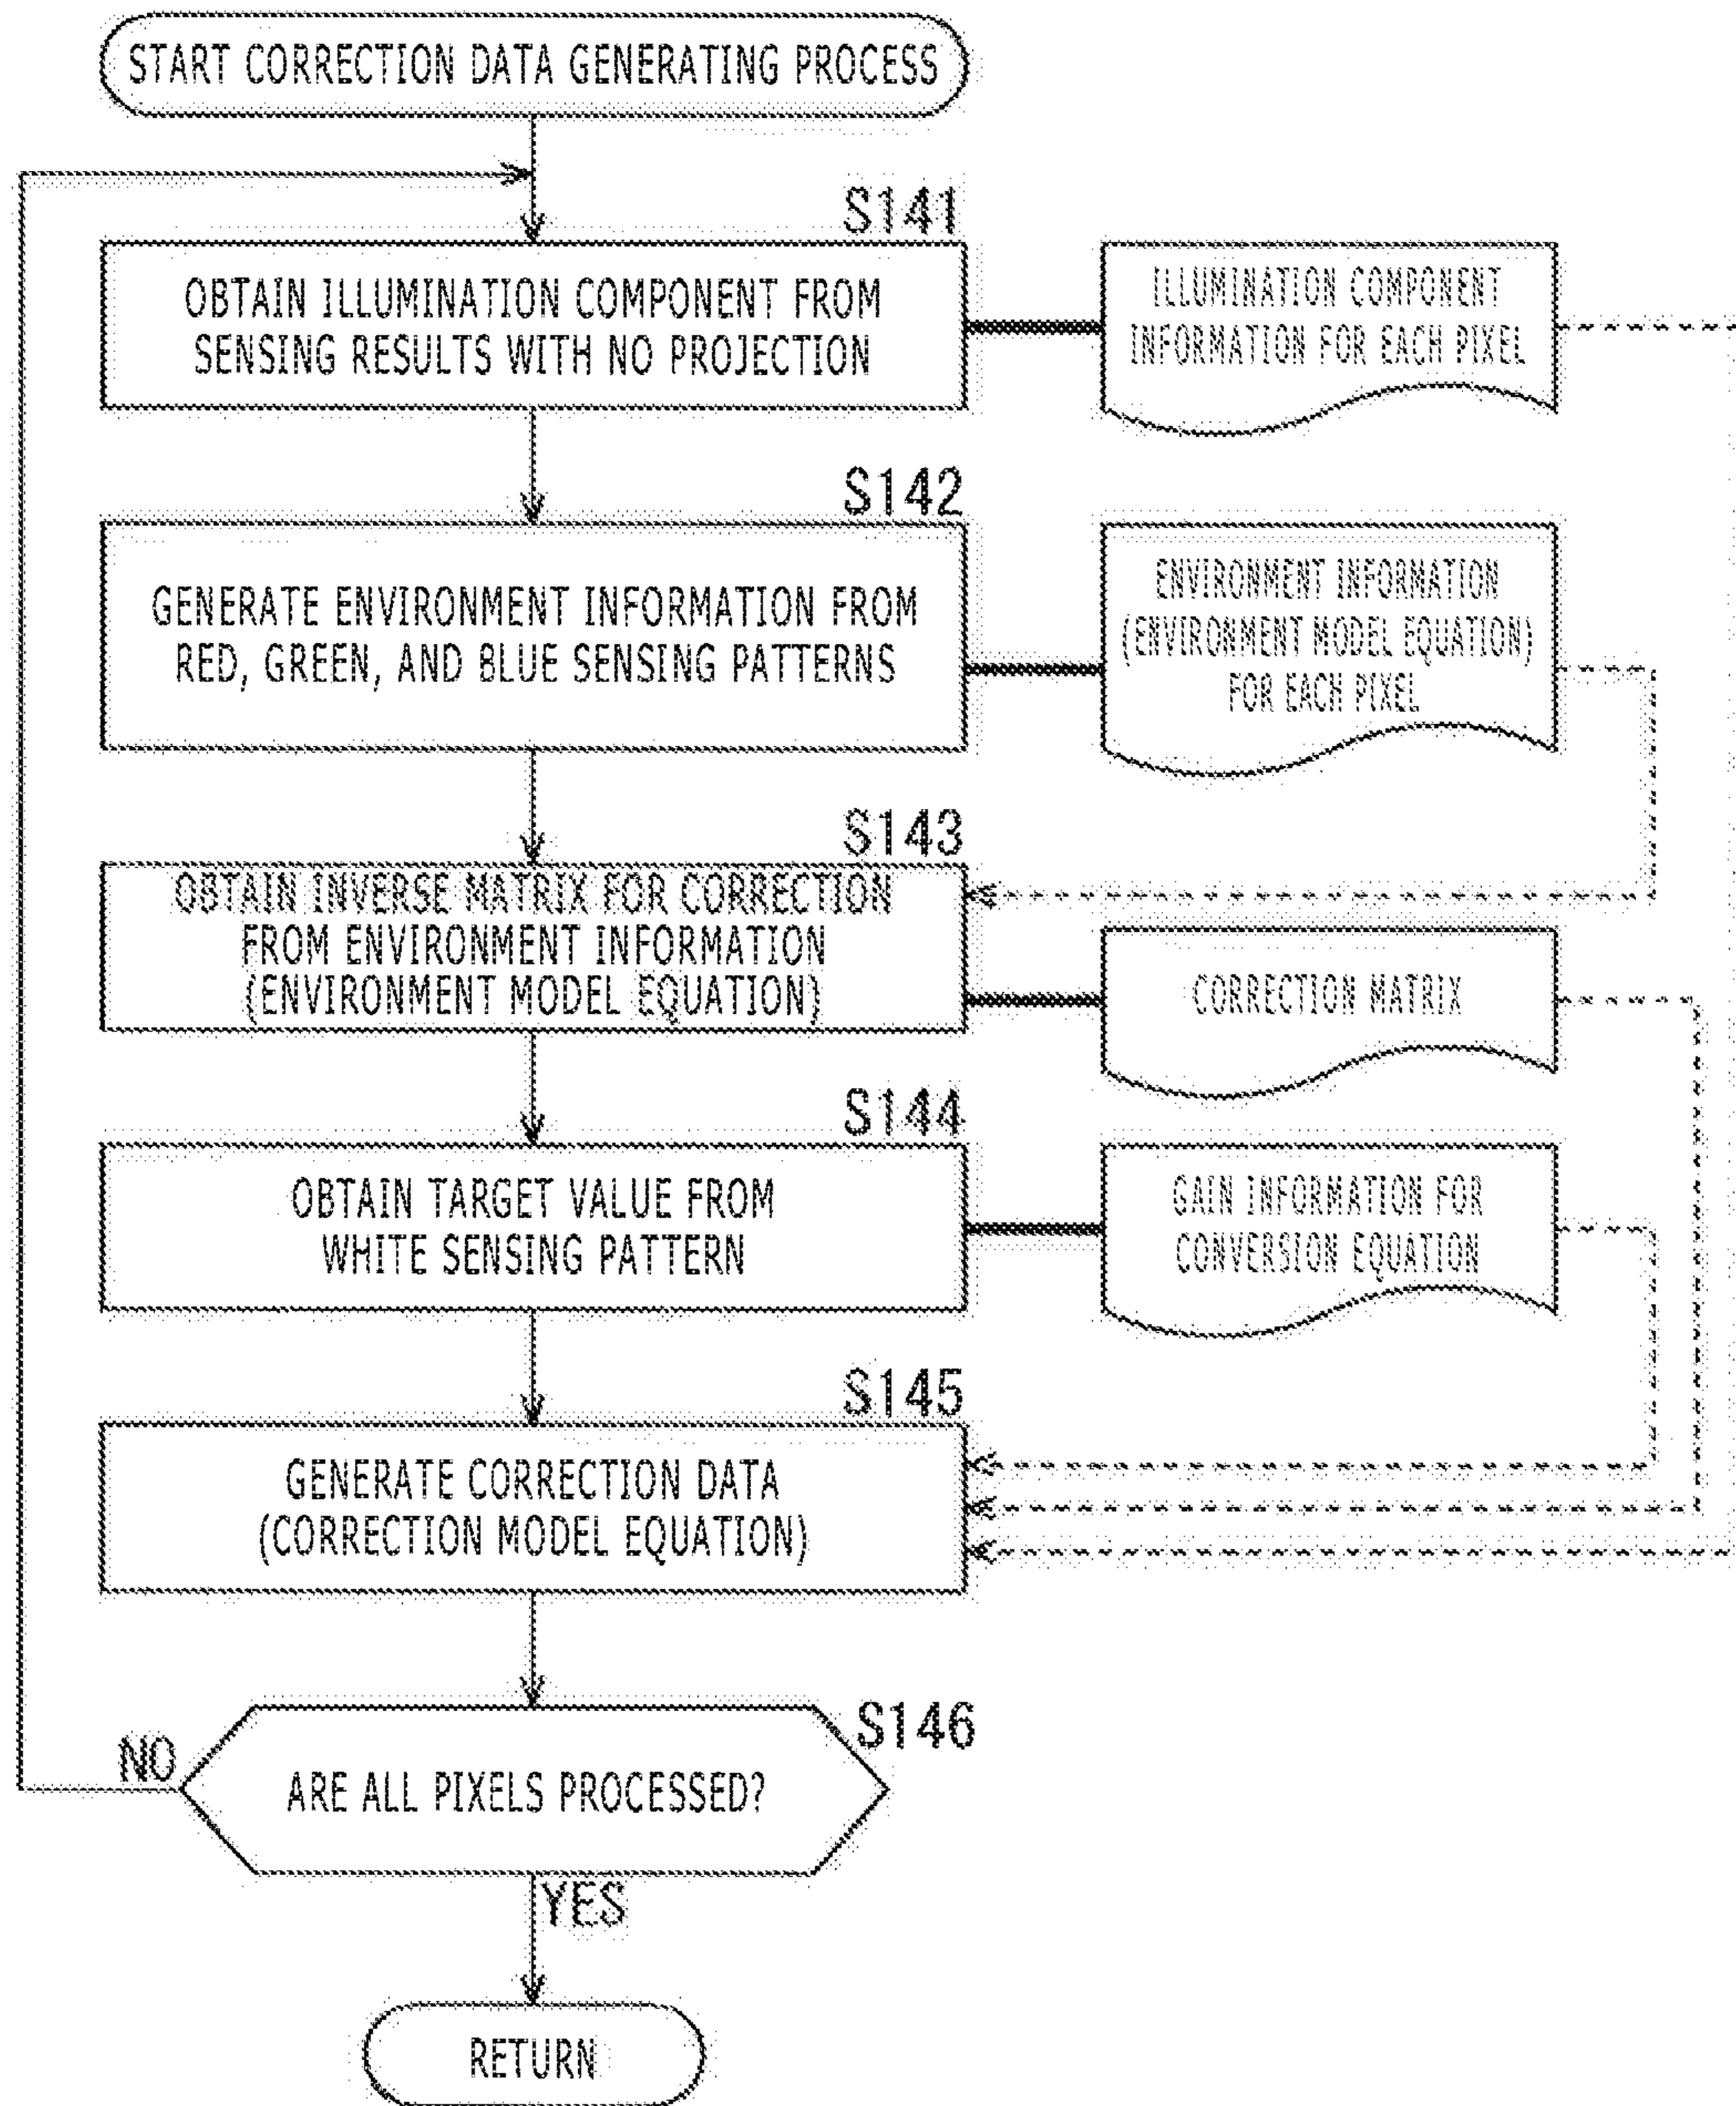 START CORRECTION DATA GENERATING PROCESS
S141
OBTAIN ILLUMINATION COMPONENT FROM
SENSING RESULTS WITH NO PROJECTION
ILLUMINATION COMPONENT
INFORMATION FOR EACH PIXEL
S142
GENERATE ENVIRONMENT INFORMATION FROM
RED, GREEN, AND BLUE SENSING PATTERNS
ENVIRONMENT INFORMATION
(ENVIRONMENT MODEL EQUATION)
FOR EACH PIXEL
S143
OBTAIN INVERSE MATRIX FOR CORRECTION
FROM ENVIRONMENT INFORMATION
(ENVIRONMENT MODEL EQUATION)
CORRECTION MATRIX
S144
OBTAIN TARGET VALUE FROM
WHITE SENSING PATTERN
GAIN INFORMATION FOR
CONVERSION EQUATION
S145
GENERATE CORRECTION DATA
(CORRECTION MODEL EQUATION)
S146
NO
ARE ALL PIXELS PROCESSED?
YES
RETURN